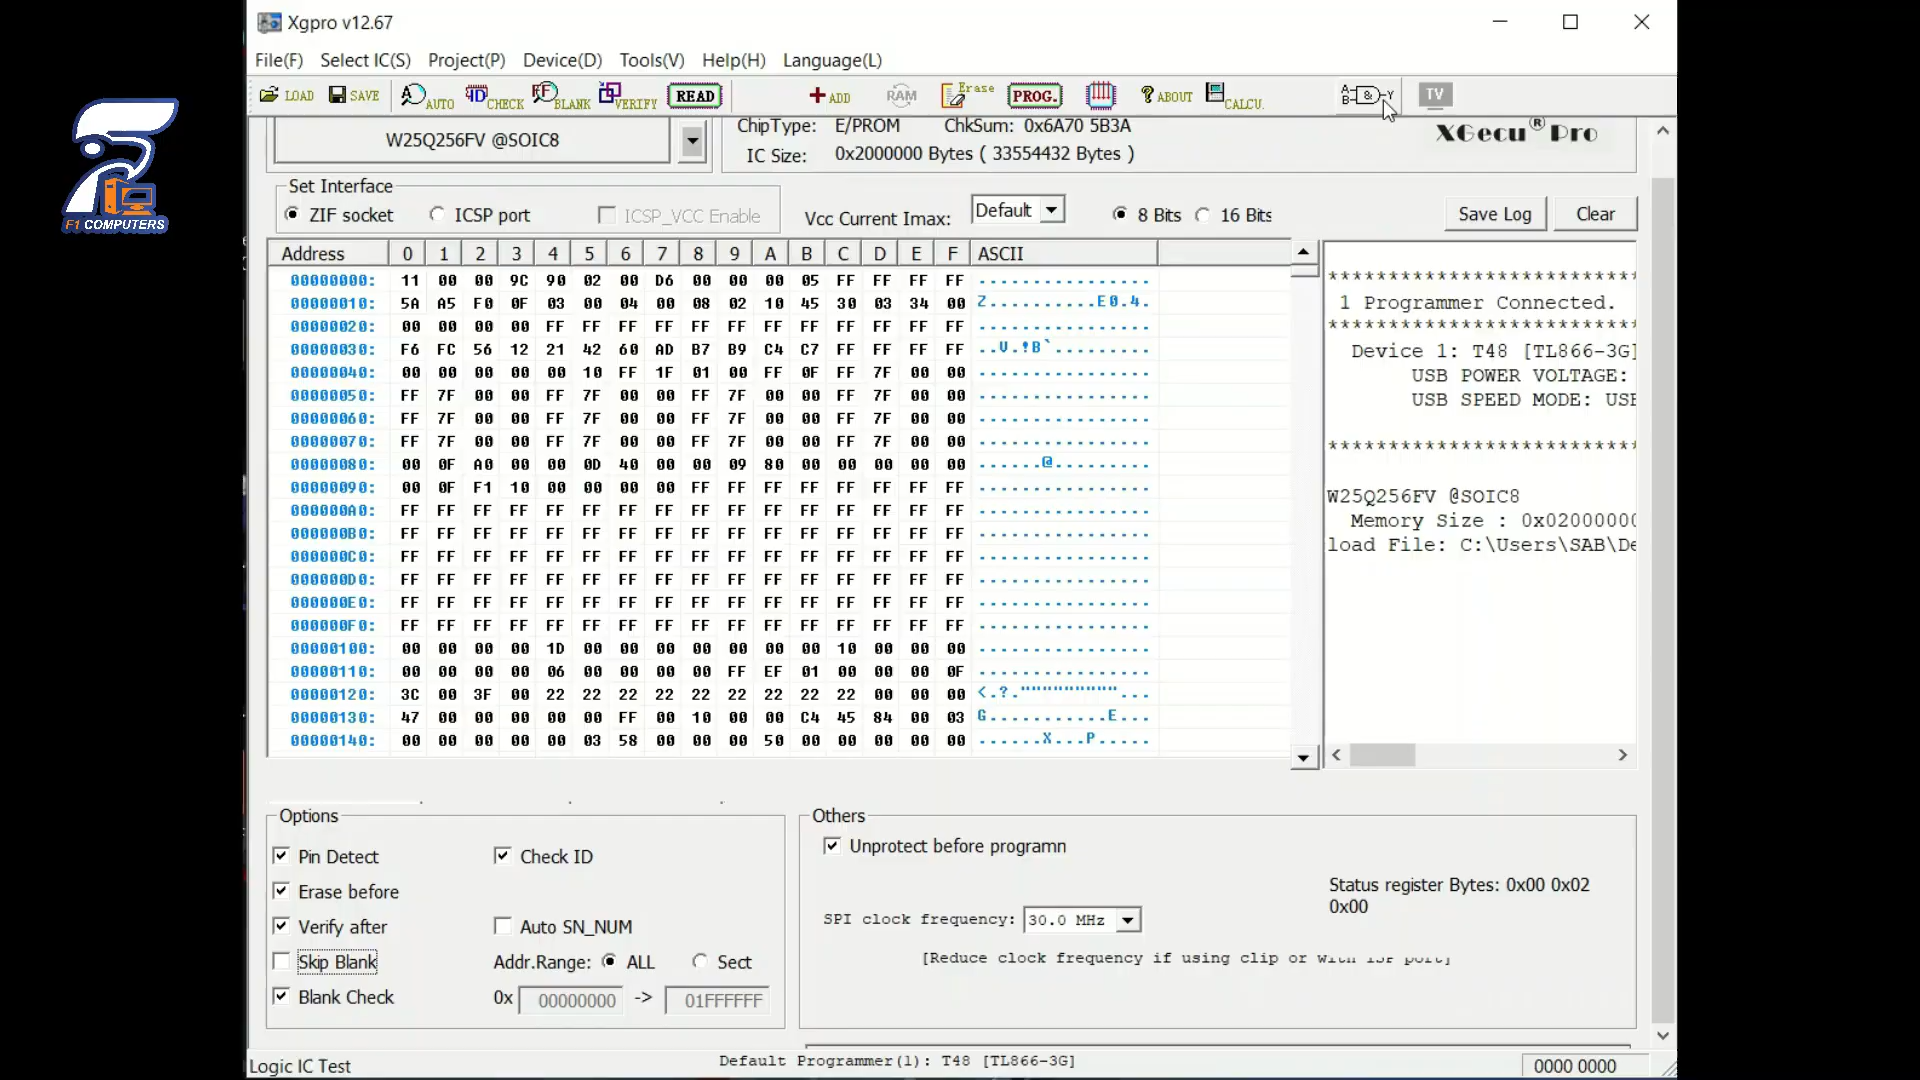 Xgpro v12.67
File(F) Select IC(S) Project(P) Device(D) Tools(V) Help(H) Language(L)
LOAD SAVE AUTO CHECK BLANK VERIFY READ ADD RAM Erase PROG. ABOUT CALCU. TV
F1 COMPUTERS
W25Q256FV @SOIC8
ChipType: E/PROM ChkSum: 0x6A70 5B3A
IC Size: 0x2000000 Bytes ( 33554432 Bytes )
XGecu® Pro
Set Interface
ZIF socket ICSP port ICSP_VCC Enable
Vcc Current Imax: Default 8 Bits 16 Bits
Save Log Clear
Address 0 1 2 3 4 5 6 7 8 9 A B C D E F ASCII
00000000: 11 00 00 9C 90 02 00 D6 00 00 00 05 FF FF FF FF ................
00000010: 5A A5 F0 0F 03 00 04 00 08 02 10 45 30 03 34 00 Z..........E0.4.
00000020: 00 00 00 00 FF FF FF FF FF FF FF FF FF FF FF FF ................
00000030: F6 FC 56 12 21 42 60 AD B7 B9 C4 C7 FF FF FF FF ..V.!B`.........
00000040: 00 00 00 00 00 10 FF 1F 01 00 FF 0F FF 7F 00 00 ................
00000050: FF 7F 00 00 FF 7F 00 00 FF 7F 00 00 FF 7F 00 00 ................
00000060: FF 7F 00 00 FF 7F 00 00 FF 7F 00 00 FF 7F 00 00 ................
00000070: FF 7F 00 00 FF 7F 00 00 FF 7F 00 00 FF 7F 00 00 ................
00000080: 00 0F A0 00 00 0D 40 00 00 09 80 00 00 00 00 00 ......@.........
00000090: 00 0F F1 10 00 00 00 00 FF FF FF FF FF FF FF FF ................
000000A0: FF FF FF FF FF FF FF FF FF FF FF FF FF FF FF FF ................
000000B0: FF FF FF FF FF FF FF FF FF FF FF FF FF FF FF FF ................
000000C0: FF FF FF FF FF FF FF FF FF FF FF FF FF FF FF FF ................
000000D0: FF FF FF FF FF FF FF FF FF FF FF FF FF FF FF FF ................
000000E0: FF FF FF FF FF FF FF FF FF FF FF FF FF FF FF FF ................
000000F0: FF FF FF FF FF FF FF FF FF FF FF FF FF FF FF FF ................
00000100: 00 00 00 00 1D 00 00 00 00 00 00 00 10 00 00 00 ................
00000110: 00 00 00 00 06 00 00 00 00 FF EF 01 00 00 00 0F ................
00000120: 3C 00 3F 00 22 22 22 22 22 22 22 22 22 00 00 00 <.?."""""""""...
00000130: 47 00 00 00 00 00 FF 00 10 00 00 C4 45 84 00 03 G...........E...
00000140: 00 00 00 00 00 03 58 00 00 00 50 00 00 00 00 00 ......X...P.....
*************************
1 Programmer Connected.
*************************
Device 1: T48 [TL866-3G]
USB POWER VOLTAGE:
USB SPEED MODE:
*************************
W25Q256FV @SOIC8
Memory Size : 0x02000000
load File: C:\Users\SAB\De
Options
Pin Detect Check ID
Erase before
Verify after Auto SN_NUM
Skip Blank Addr.Range: ALL Sect
Blank Check 0x 00000000 -> 01FFFFFF
Others
Unprotect before programn
Status register Bytes: 0x00 0x02
0x00
SPI clock frequency: 30.0 MHz
[Reduce clock frequency if using clip or with ISP port]
Logic IC Test Default Programmer(1): T48 [TL866-3G] 0000 0000